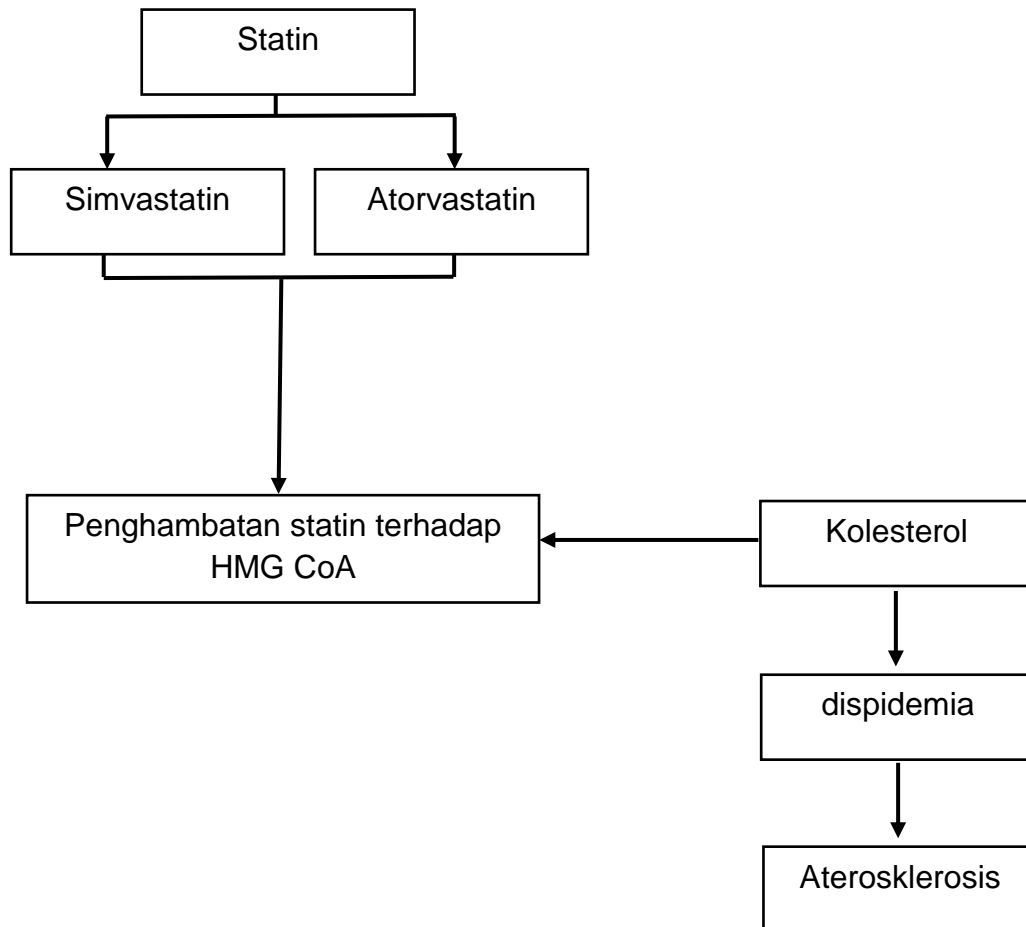 Statin
Simvastatin
Atorvastatin
Penghambatan statin terhadap
HMG CoA
Kolesterol
dispidemia
Aterosklerosis